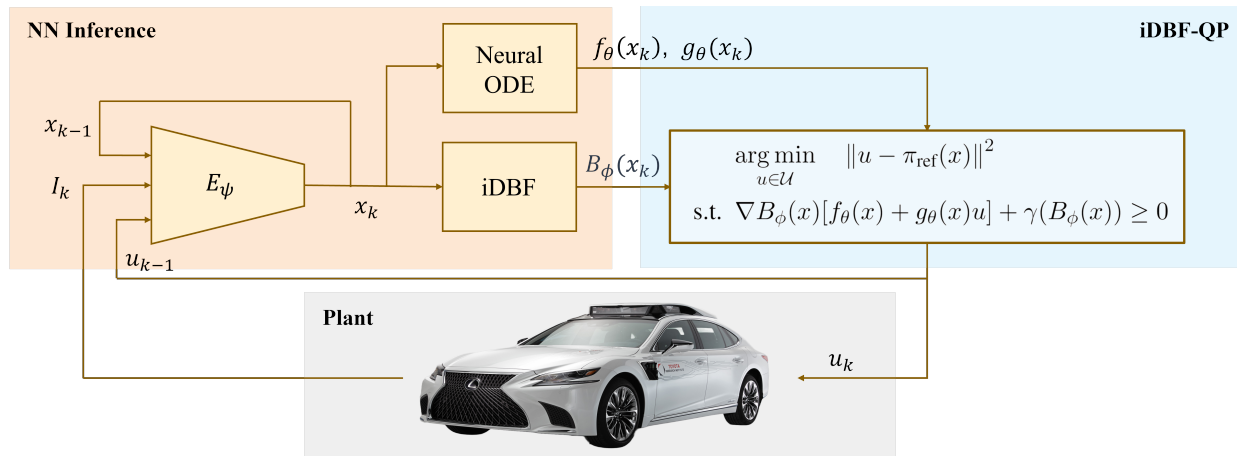 NN Inference
iDBF-QP
Neural
ODE
f_θ(x_k), g_θ(x_k)
x_{k−1}
I_k
E_ψ
x_k
iDBF
B_ϕ(x_k)
arg min ‖u − π_ref(x)‖²
u∈𝒰
s.t. ∇B_ϕ(x)[f_θ(x) + g_θ(x)u] + γ(B_ϕ(x)) ≥ 0
u_{k−1}
Plant
u_k
TOYOTA